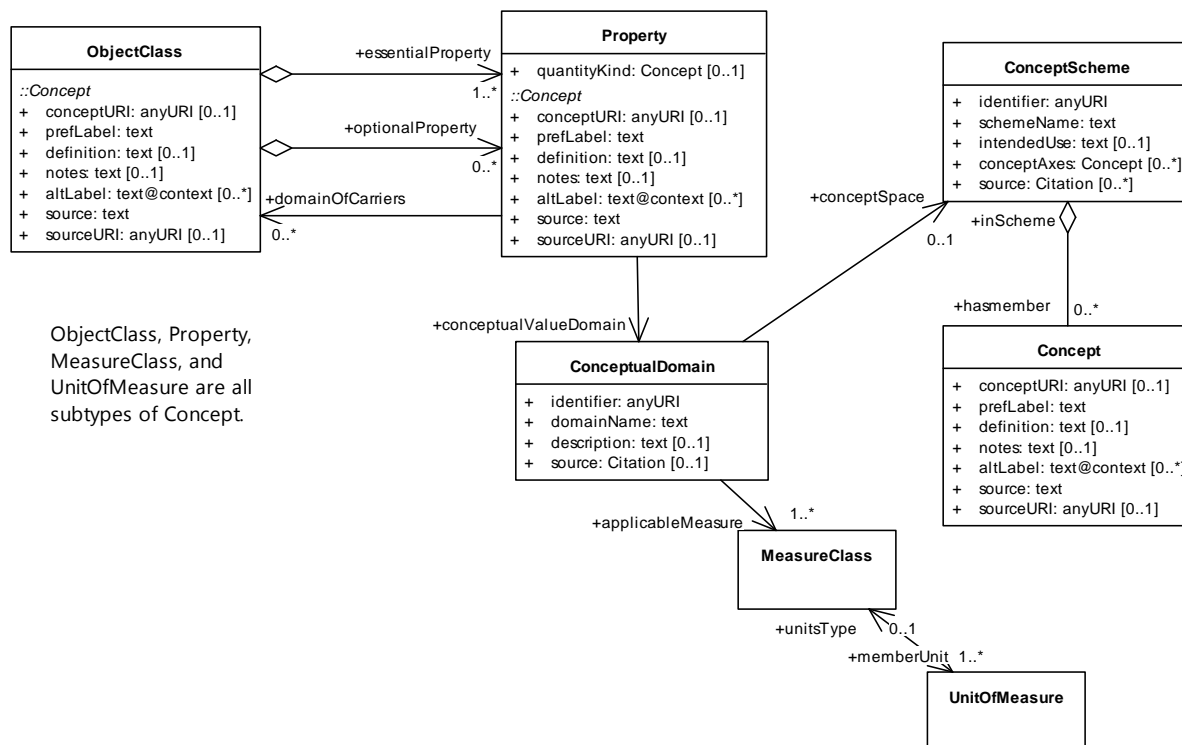 ObjectClass
::Concept
+ conceptURI: anyURI [0..1]
+ prefLabel: text
+ definition: text [0..1]
+ notes: text [0..1]
+ altLabel: text@context [0..*]
+ source: text
+ sourceURI: anyURI [0..1]
+essentialProperty
1..*
+optionalProperty
0..*
+domainOfCarriers
0..*
Property
+ quantityKind: Concept [0..1]
::Concept
+ conceptURI: anyURI [0..1]
+ prefLabel: text
+ definition: text [0..1]
+ notes: text [0..1]
+ altLabel: text@context [0..*]
+ source: text
+ sourceURI: anyURI [0..1]
ConceptScheme
+ identifier: anyURI
+ schemeName: text
+ intendedUse: text [0..1]
+ conceptAxes: Concept [0..*]
+ source: Citation [0..*]
+conceptSpace
0..1
+inScheme
+hasmember
0..*
ObjectClass, Property,
MeasureClass, and
UnitOfMeasure are all
subtypes of Concept.
+conceptualValueDomain
ConceptualDomain
+ identifier: anyURI
+ domainName: text
+ description: text [0..1]
+ source: Citation [0..1]
Concept
+ conceptURI: anyURI [0..1]
+ prefLabel: text
+ definition: text [0..1]
+ notes: text [0..1]
+ altLabel: text@context [0..*]
+ source: text
+ sourceURI: anyURI [0..1]
+applicableMeasure
1..*
MeasureClass
+unitsType
0..1
+memberUnit
1..*
UnitOfMeasure